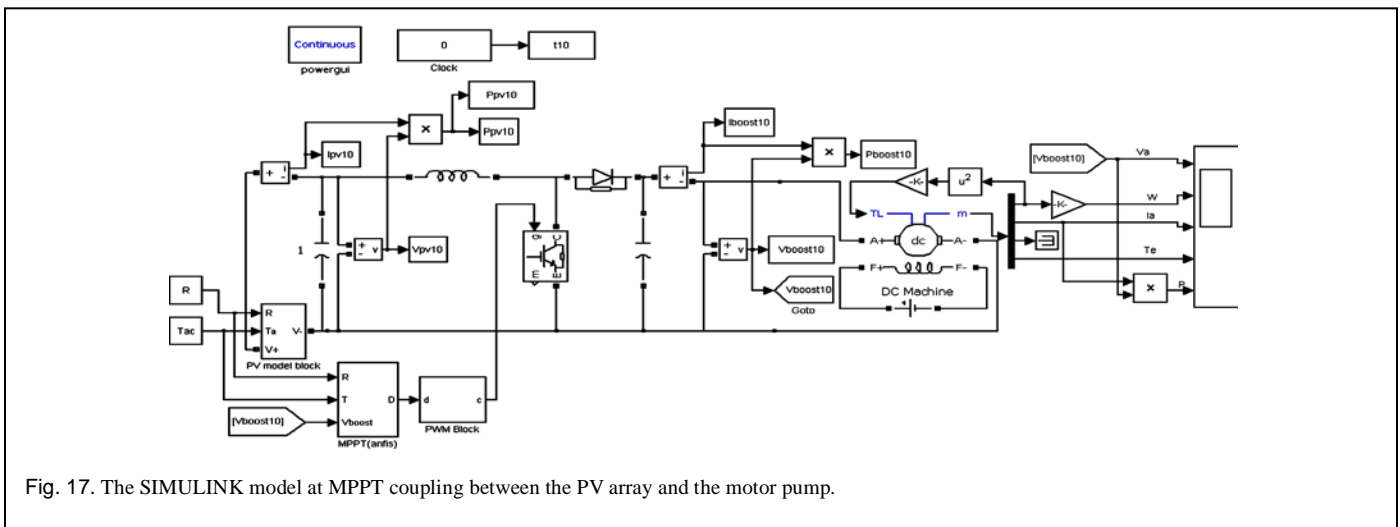 Continuous
powergui
0
Clock
t10
Ppv10
Ppv10
×
Ipv10
+ i
-
1
+
- v
Vpv10
g C
m E
+ i
-
Iboost10
×
Pboost10
+
- v
Vboost10
Vboost10
Goto
-K-
u²
TL m
A+ dc A-
F+ F-
DC Machine
+
[Vboost10]
-K-
Va
W
Ia
Te
×
P
R
Tac
R
Ta V-
V+
PV model block
[Vboost10]
R
T D
Vboost
MPPT(anfis)
d c
PWM Block
Fig. 17. The SIMULINK model at MPPT coupling between the PV array and the motor pump.